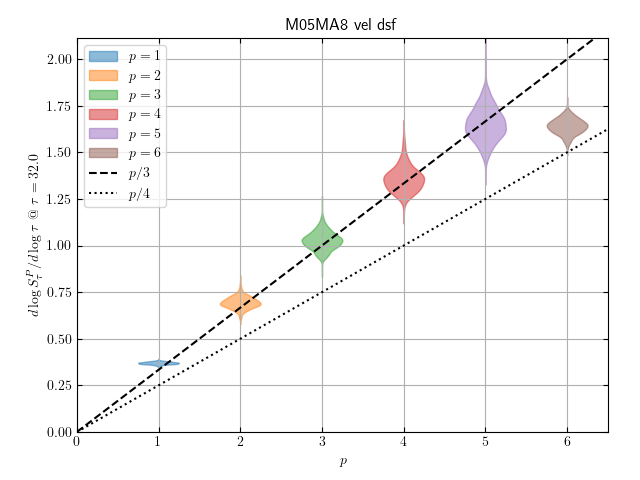 M05MA8 vel dsf
d log S_τ^P / d log τ @ τ = 32.0
2.00
1.75
1.50
1.25
1.00
0.75
0.50
0.25
0.00
p = 1
p = 2
p = 3
p = 4
p = 5
p = 6
p/3
p/4
0 1 2 3 4 5 6
p